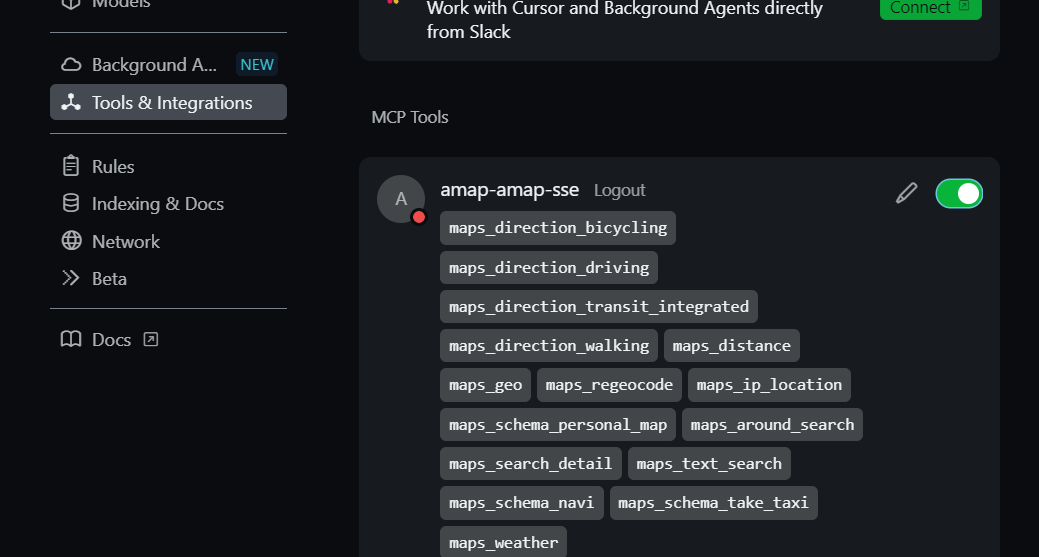 Models
Background A... NEW
Tools & Integrations
Rules
Indexing & Docs
Network
Beta
Docs
Work with Cursor and Background Agents directly
from Slack
Connect
MCP Tools
A
amap-amap-sse Logout
maps_direction_bicycling
maps_direction_driving
maps_direction_transit_integrated
maps_direction_walking maps_distance
maps_geo maps_regeocode maps_ip_location
maps_schema_personal_map maps_around_search
maps_search_detail maps_text_search
maps_schema_navi maps_schema_take_taxi
maps_weather